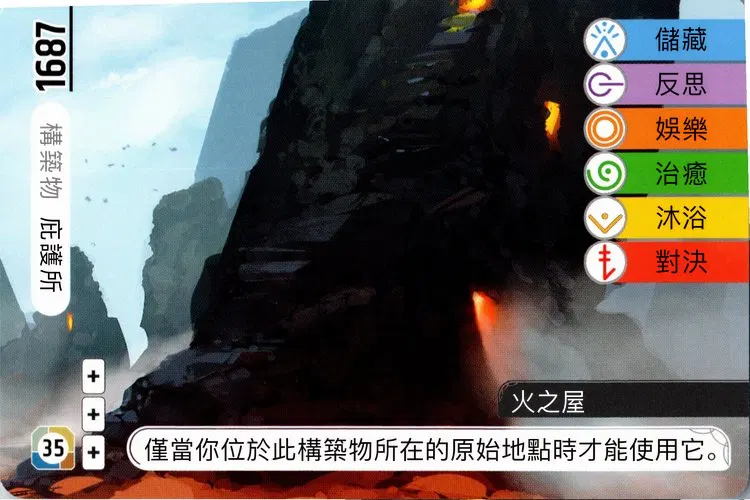 1687
構築物 庇護所
儲藏
反思
娛樂
治癒
沐浴
對決
火之屋
+
+
+
35
僅當你位於此構築物所在的原始地點時才能使用它。